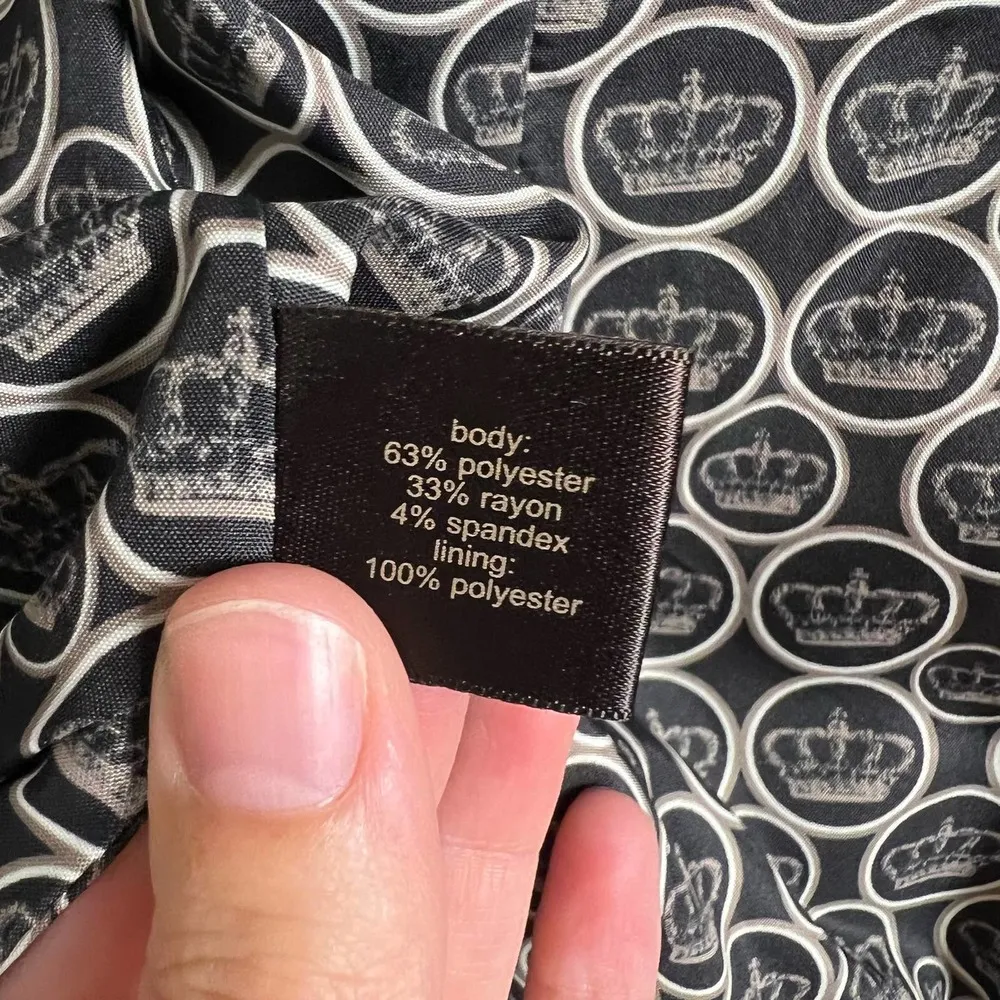 body:
63% polyester
33% rayon
4% spandex
lining:
100% polyester